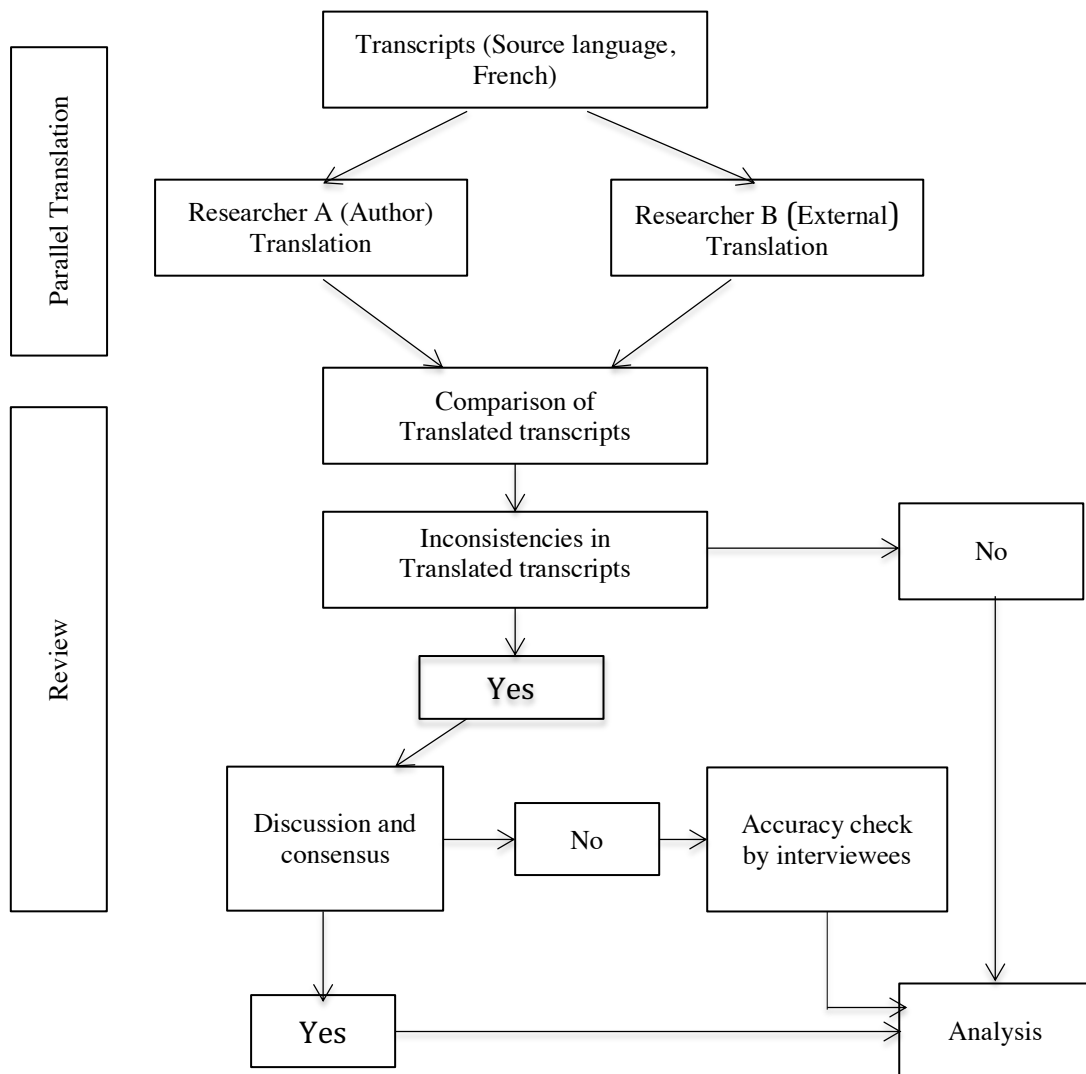 Transcripts (Source language,
French)
Parallel Translation
Researcher A (Author)
Translation
Researcher B (External)
Translation
Comparison of
Translated transcripts
Inconsistencies in
Translated transcripts
No
Review
Yes
Discussion and
consensus
No
Accuracy check
by interviewees
Yes
Analysis